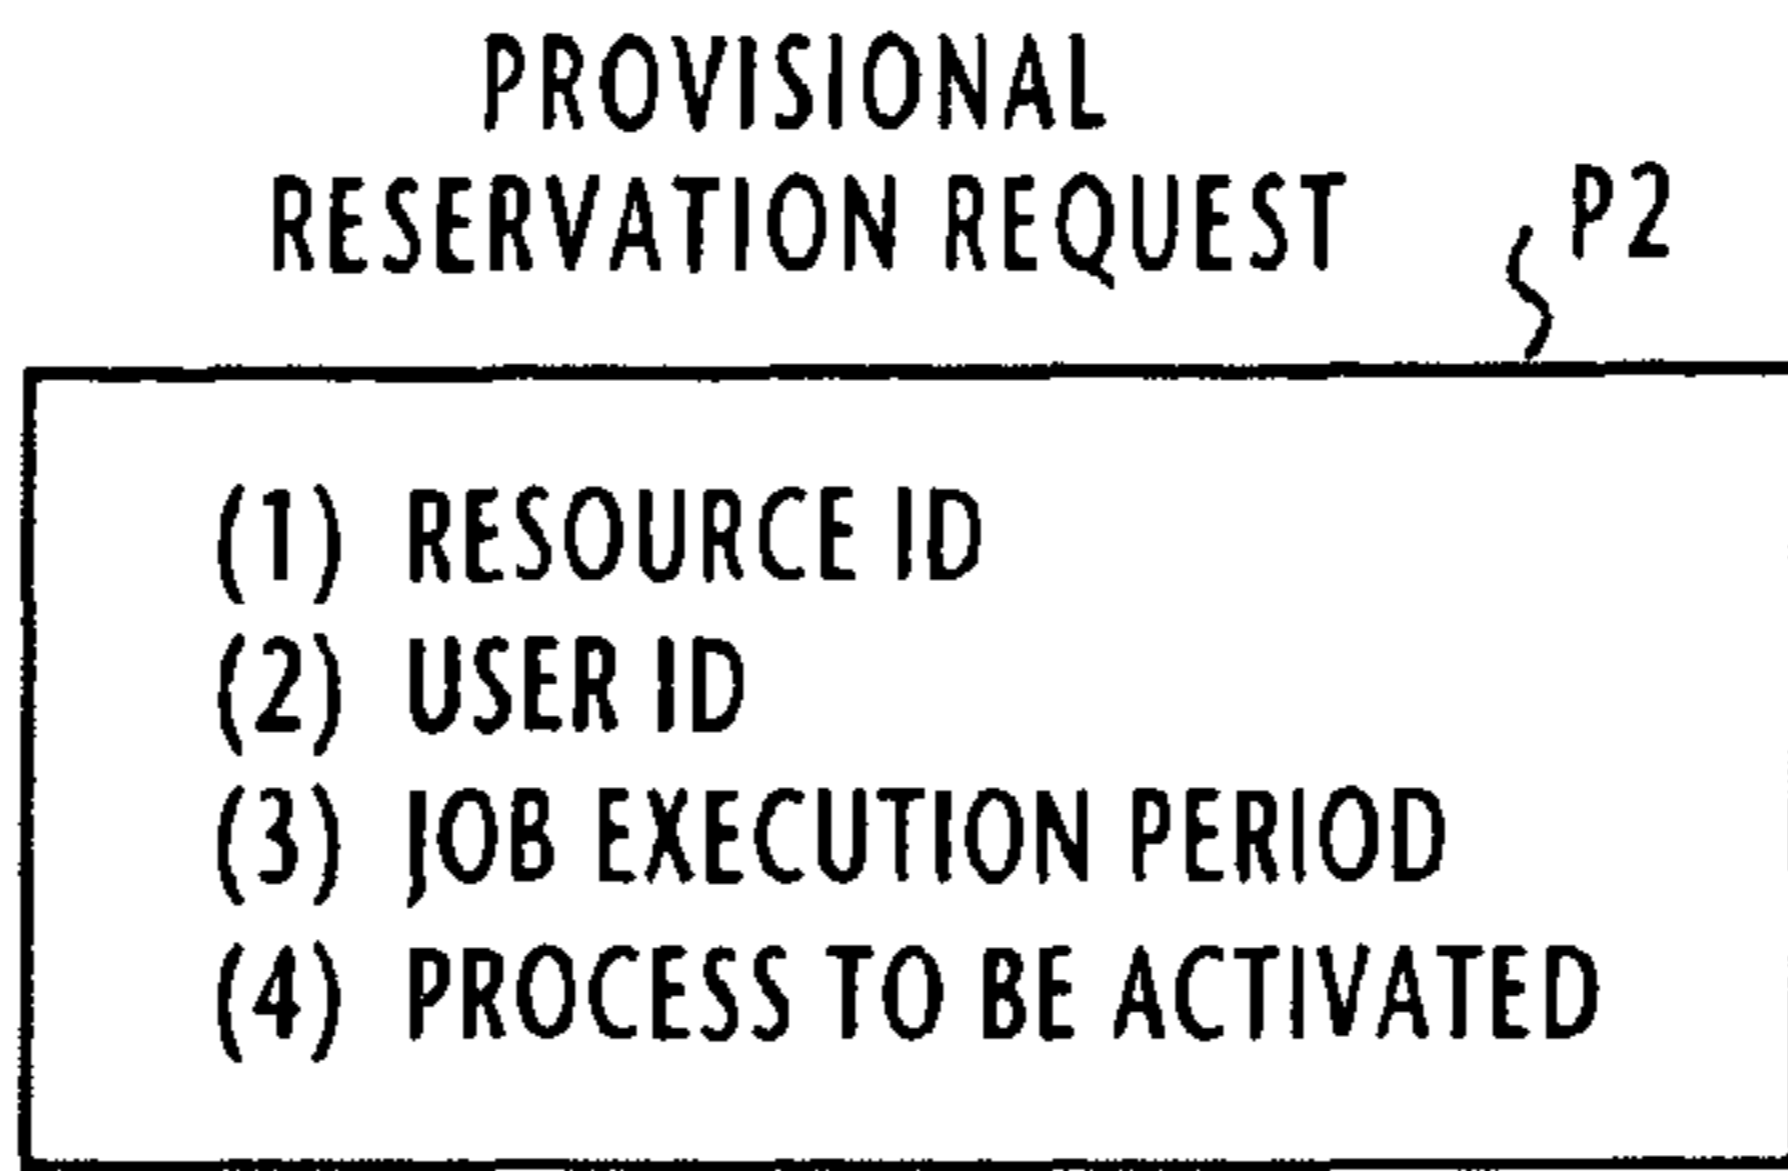 PROVISIONAL
RESERVATION REQUEST
P2
(1) RESOURCE ID
(2) USER ID
(3) JOB EXECUTION PERIOD
(4) PROCESS TO BE ACTIVATED